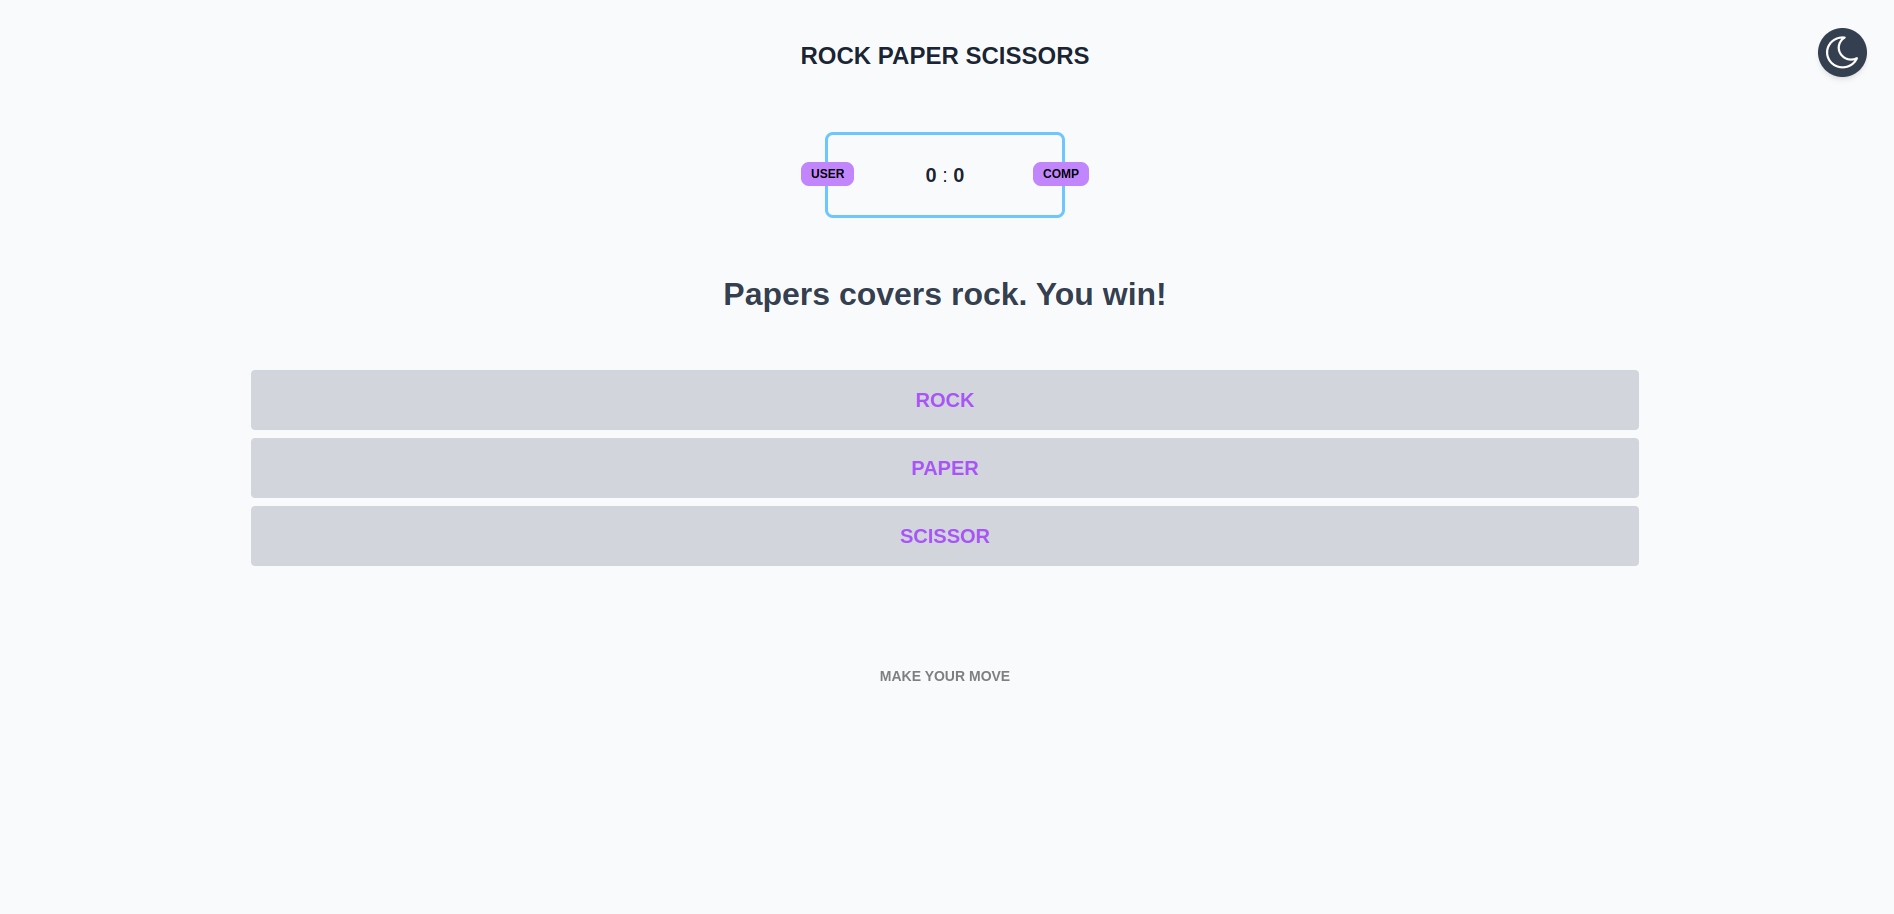 ROCK PAPER SCISSORS
USER 0 : 0 COMP
Papers covers rock. You win!
ROCK
PAPER
SCISSOR
MAKE YOUR MOVE